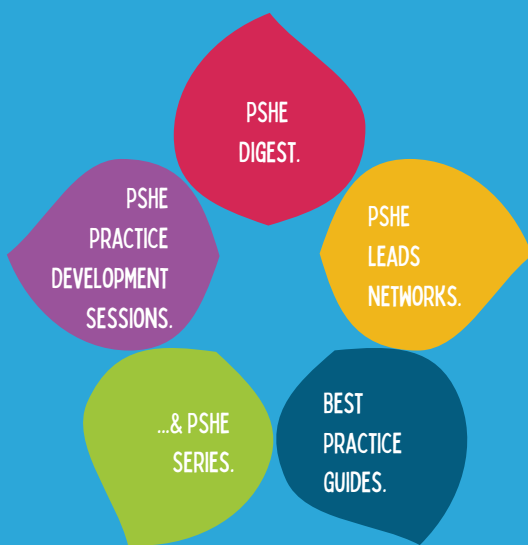 PSHE
DIGEST.
PSHE
LEADS
NETWORKS.
BEST
PRACTICE
GUIDES.
...& PSHE
SERIES.
PSHE
PRACTICE
DEVELOPMENT
SESSIONS.